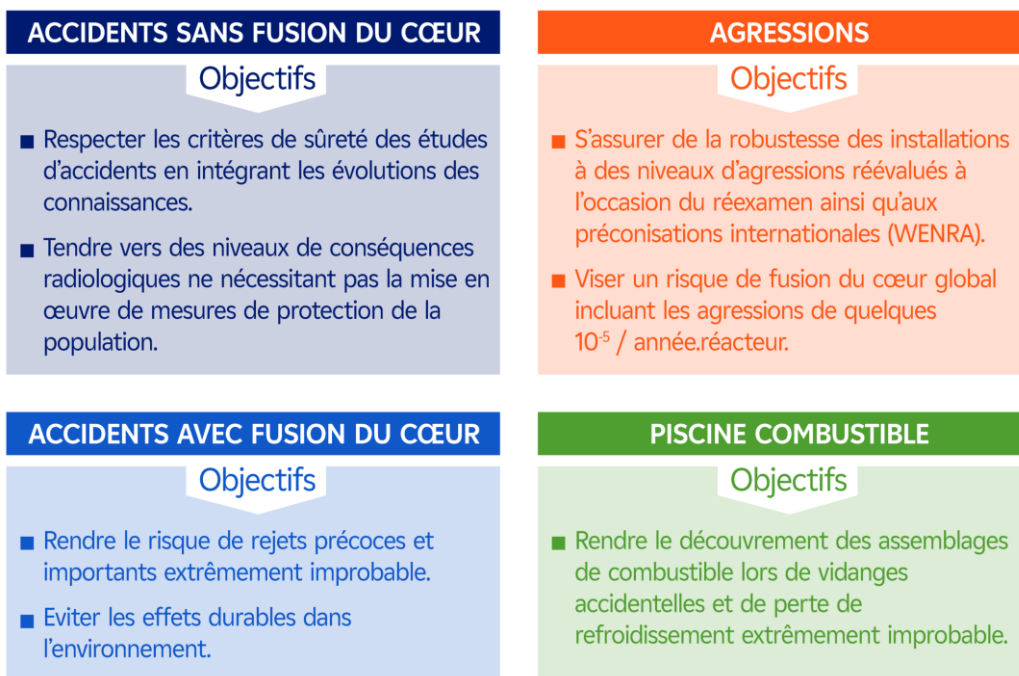 ACCIDENTS SANS FUSION DU CŒUR
Objectifs
■ Respecter les critères de sûreté des études
d’accidents en intégrant les évolutions des
connaissances.
■ Tendre vers des niveaux de conséquences
radiologiques ne nécessitant pas la mise en
œuvre de mesures de protection de la
population.
AGRESSIONS
Objectifs
■ S’assurer de la robustesse des installations
à des niveaux d’agressions réévalués à
l’occasion du réexamen ainsi qu’aux
préconisations internationales (WENRA).
■ Viser un risque de fusion du cœur global
incluant les agressions de quelques
10⁻⁵ / année.réacteur.
ACCIDENTS AVEC FUSION DU CŒUR
Objectifs
■ Rendre le risque de rejets précoces et
importants extrêmement improbable.
■ Eviter les effets durables dans
l’environnement.
PISCINE COMBUSTIBLE
Objectifs
■ Rendre le découvrement des assemblages
de combustible lors de vidanges
accidentelles et de perte de
refroidissement extrêmement improbable.